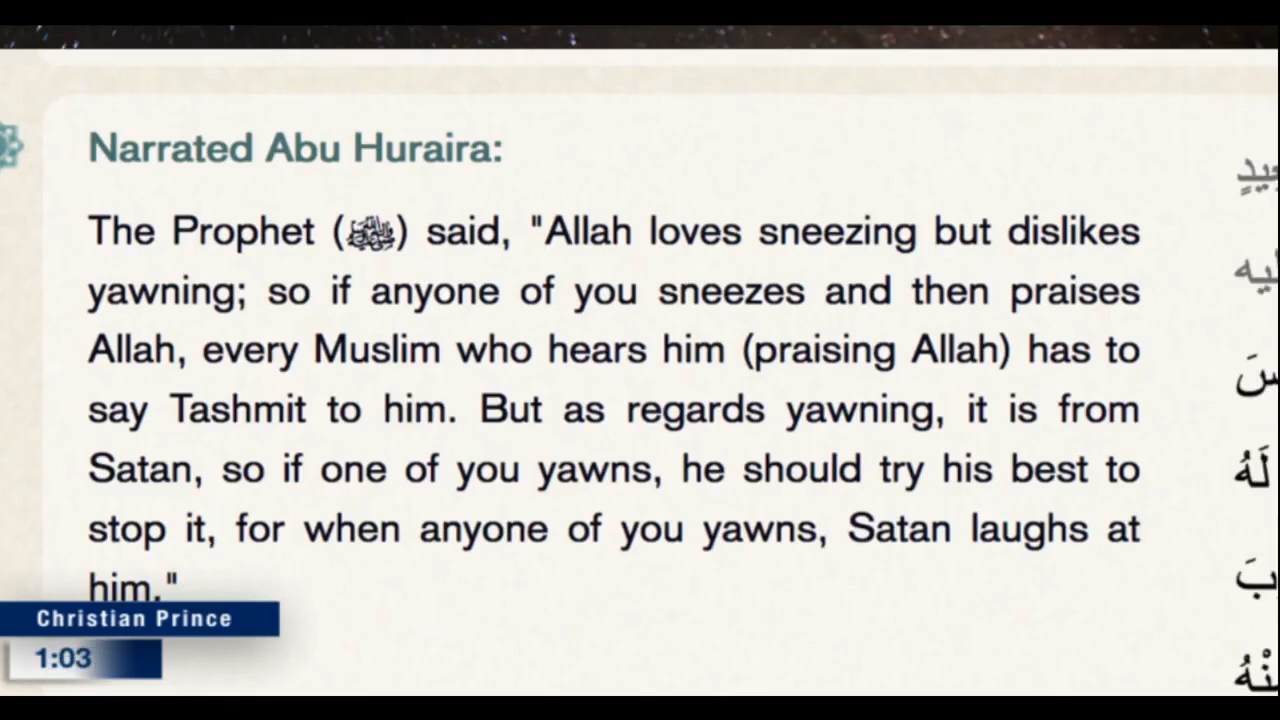 Narrated Abu Huraira:
The Prophet (ﷺ) said, "Allah loves sneezing but dislikes
yawning; so if anyone of you sneezes and then praises
Allah, every Muslim who hears him (praising Allah) has to
say Tashmit to him. But as regards yawning, it is from
Satan, so if one of you yawns, he should try his best to
stop it, for when anyone of you yawns, Satan laughs at
him."
Christian Prince
1:03
لَهُ